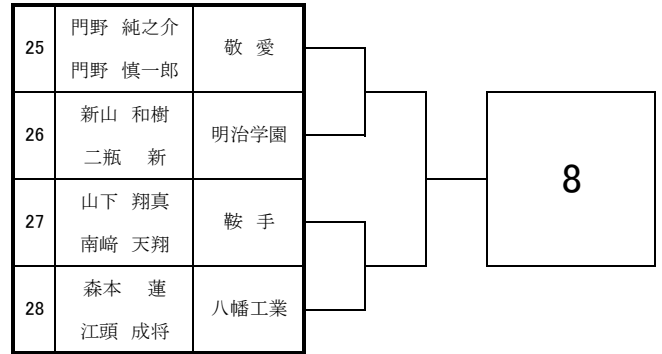 25
門野 純之介
門野 慎一郎
敬 愛
26
新山 和樹
二瓶 新
明治学園
27
山下 翔真
南﨑 天翔
鞍 手
28
森本 蓮
江頭 成将
八幡工業
8